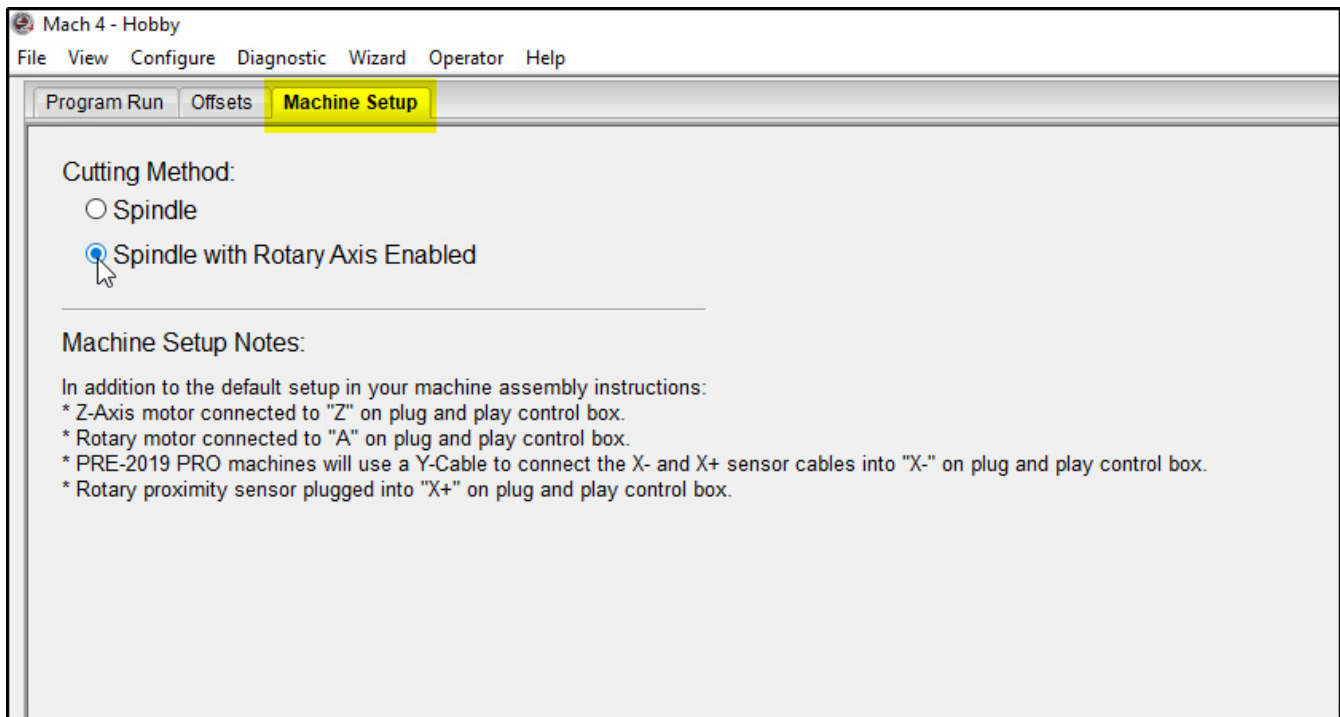 Mach 4 - Hobby
File View Configure Diagnostic Wizard Operator Help
Program Run Offsets Machine Setup
Cutting Method:
Spindle
Spindle with Rotary Axis Enabled
Machine Setup Notes:
In addition to the default setup in your machine assembly instructions:
* Z-Axis motor connected to "Z" on plug and play control box.
* Rotary motor connected to "A" on plug and play control box.
* PRE-2019 PRO machines will use a Y-Cable to connect the X- and X+ sensor cables into "X-" on plug and play control box.
* Rotary proximity sensor plugged into "X+" on plug and play control box.